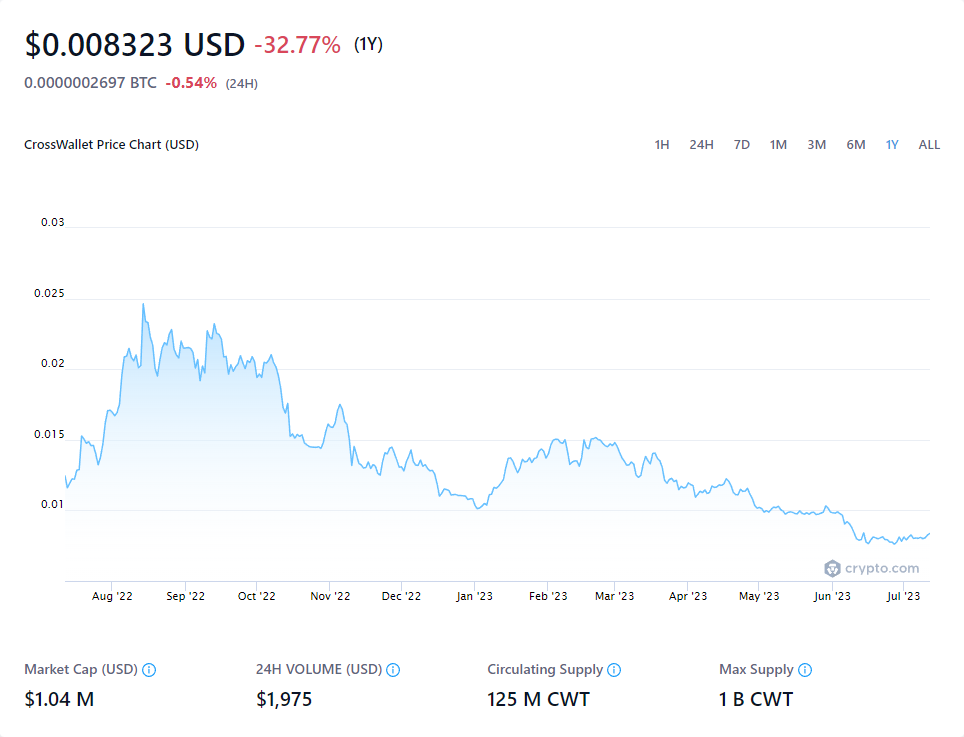 $0.008323 USD -32.77% (1Y)
0.0000002697 BTC -0.54% (24H)
CrossWallet Price Chart (USD) 1H 24H 7D 1M 3M 6M 1Y ALL
0.03
0.025
0.02
0.015
0.01
crypto.com
Aug '22 Sep '22 Oct '22 Nov '22 Dec '22 Jan '23 Feb '23 Mar '23 Apr '23 May '23 Jun '23 Jul '23
Market Cap (USD) 24H VOLUME (USD) Circulating Supply Max Supply
$1.04 M $1,975 125 M CWT 1 B CWT